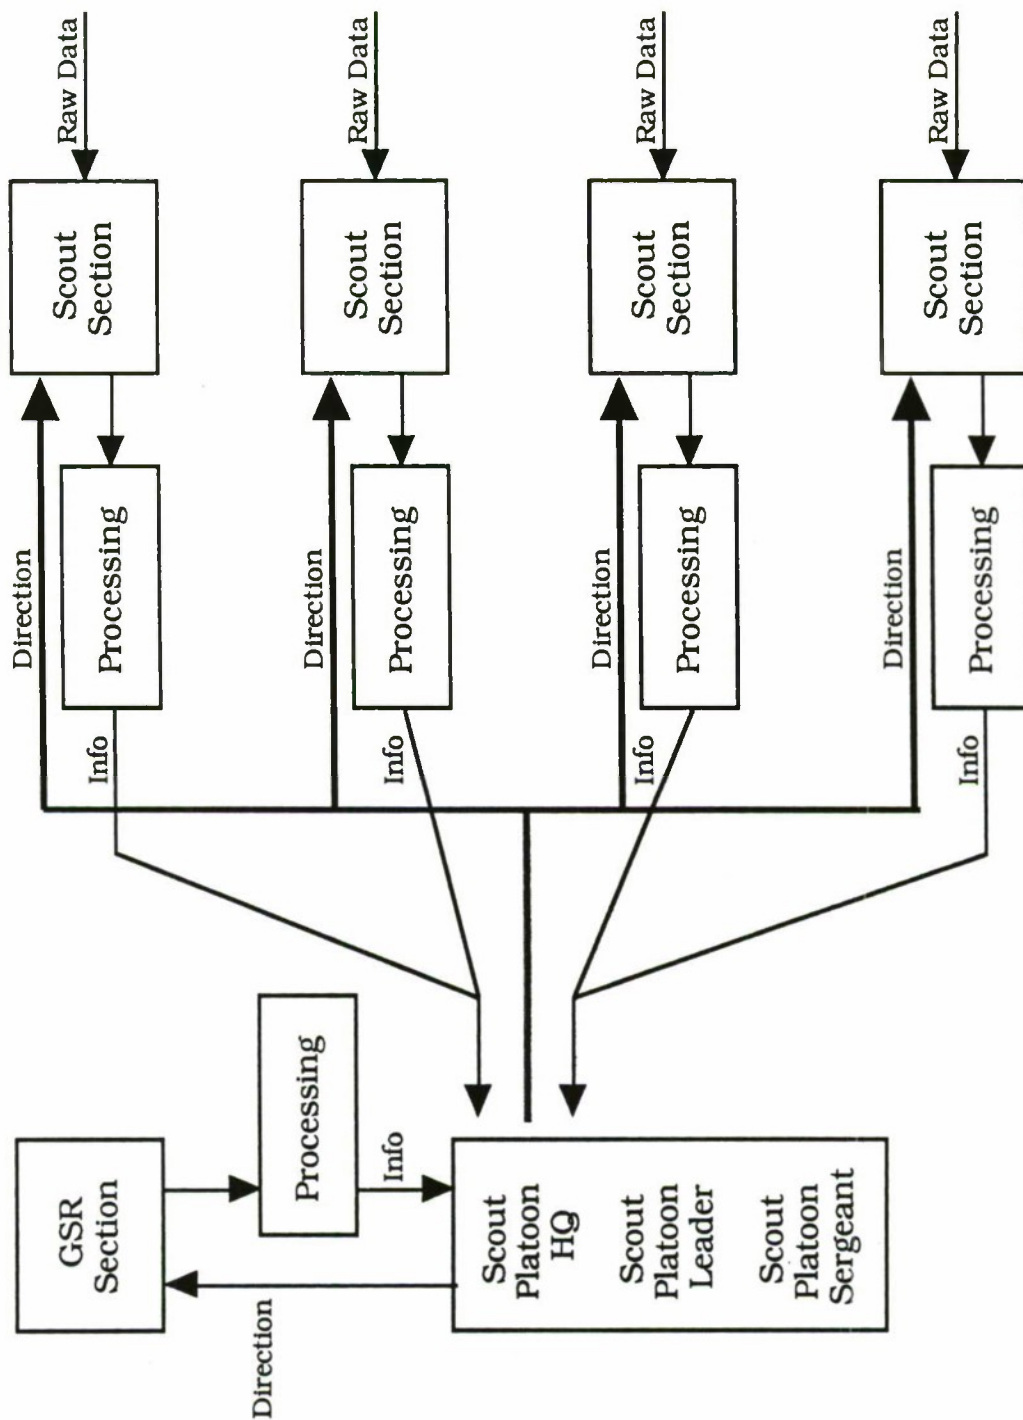 GSR
Section
Direction
Processing
Info
Scout
Platoon
HQ
Scout
Platoon
Leader
Scout
Platoon
Sergeant
Direction
Info
Processing
Scout
Section
Raw Data
Direction
Info
Processing
Scout
Section
Raw Data
Direction
Info
Processing
Scout
Section
Raw Data
Direction
Info
Processing
Scout
Section
Raw Data